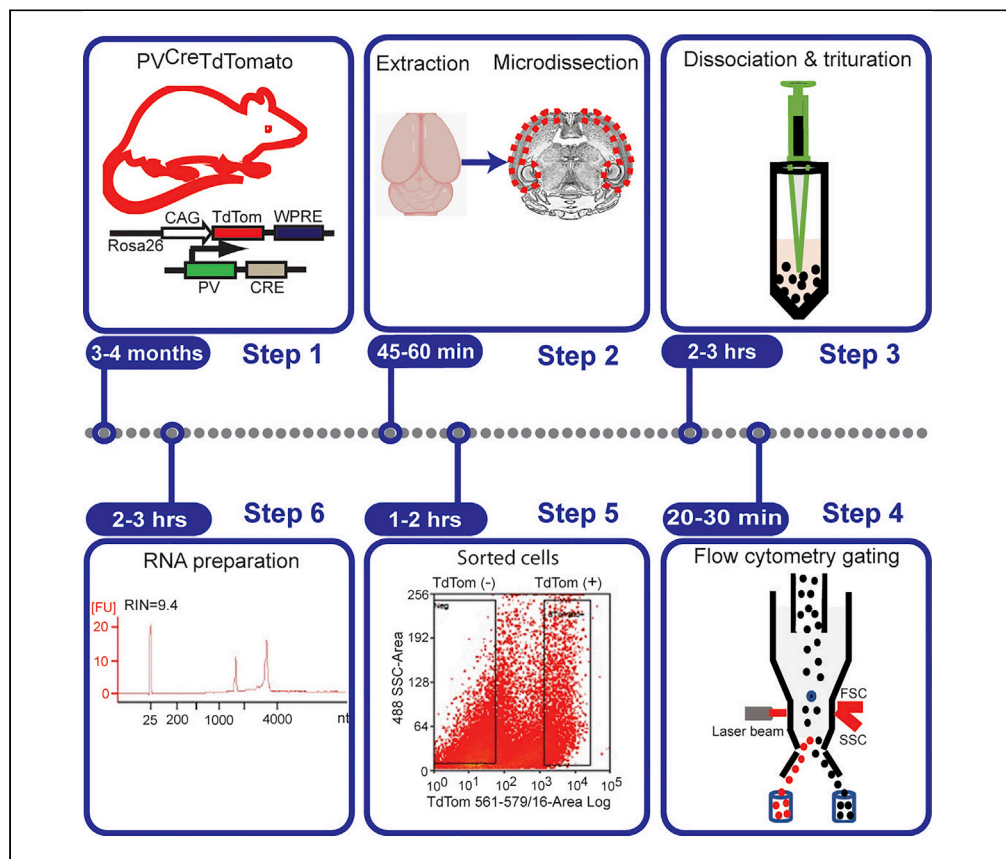 PVCreTdTomato
CAG TdTom WPRE
Rosa26
PV CRE
3-4 months Step 1
Extraction Microdissection
45-60 min Step 2
Dissociation & trituration
2-3 hrs Step 3
2-3 hrs Step 6
RNA preparation
[FU] RIN=9.4
20
10
0
25 200 1000 4000 nt
1-2 hrs Step 5
Sorted cells
TdTom (-) TdTom (+)
Neg
256
192
128
64
0
488 SSC-Area
10⁰ 10¹ 10² 10³ 10⁴ 10⁵
TdTom 561-579/16-Area Log
20-30 min Step 4
Flow cytometry gating
FSC
Laser beam
SSC